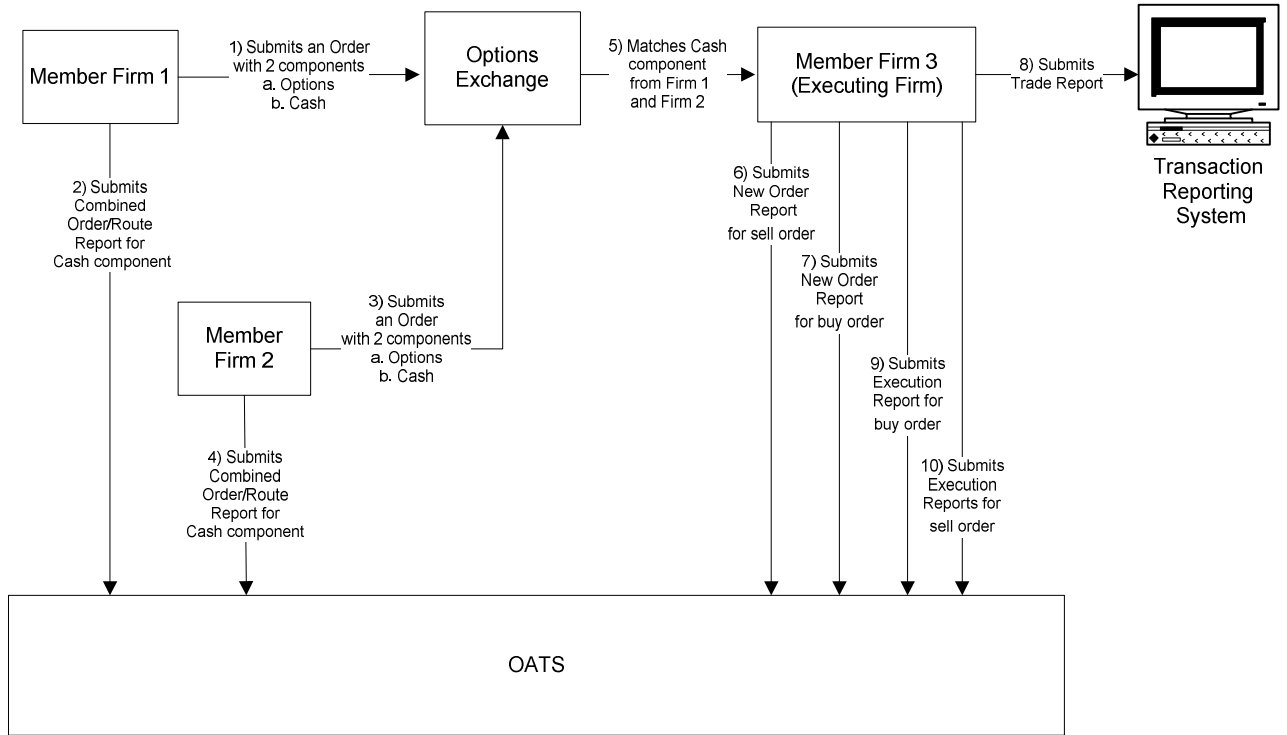 Member Firm 1
1) Submits an Order
with 2 components
a. Options
b. Cash
Options
Exchange
5) Matches Cash
component
from Firm 1
and Firm 2
Member Firm 3
(Executing Firm)
8) Submits
Trade Report
Transaction
Reporting
System
2) Submits
Combined
Order/Route
Report for
Cash component
Member
Firm 2
3) Submits
an Order
with 2 components
a. Options
b. Cash
4) Submits
Combined
Order/Route
Report for
Cash component
6) Submits
New Order
Report
for sell order
7) Submits
New Order
Report
for buy order
9) Submits
Execution
Report for
buy order
10) Submits
Execution
Reports for
sell order
OATS